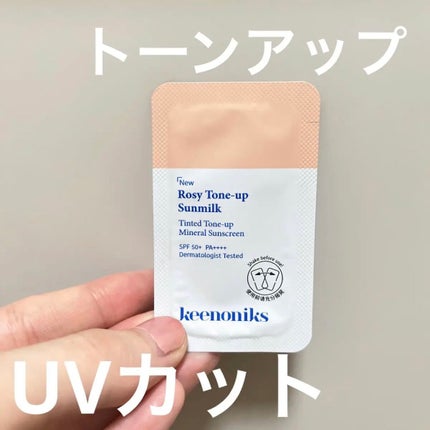 トーンアップ
New
Rosy Tone-up
Sunmilk
Tinted Tone-up
Mineral Sunscreen
SPF 50+ PA++++
Dermatologist Tested
Shake before use!
keenoniks
UVカット